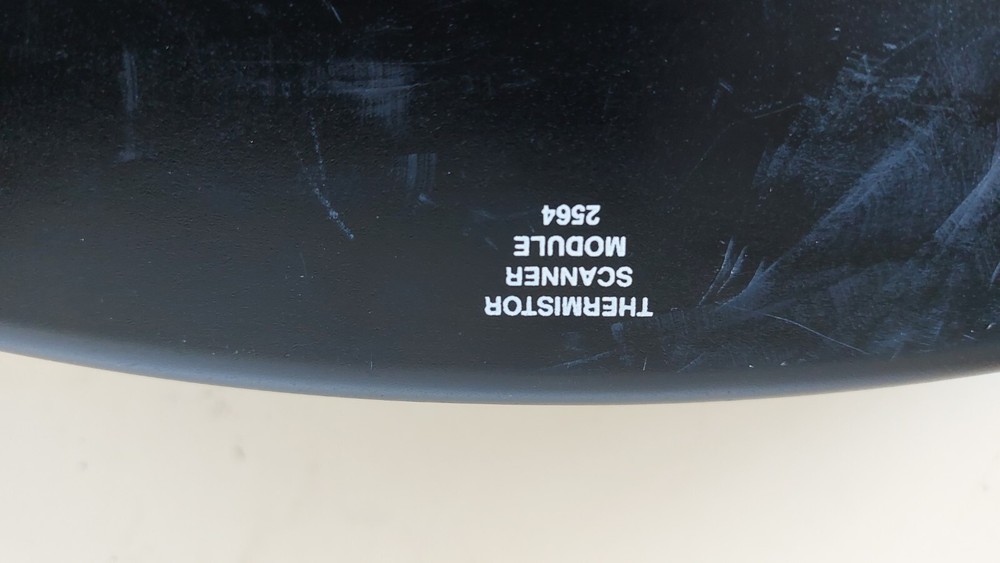 THERMISTOR
SCANNER
MODULE
2564